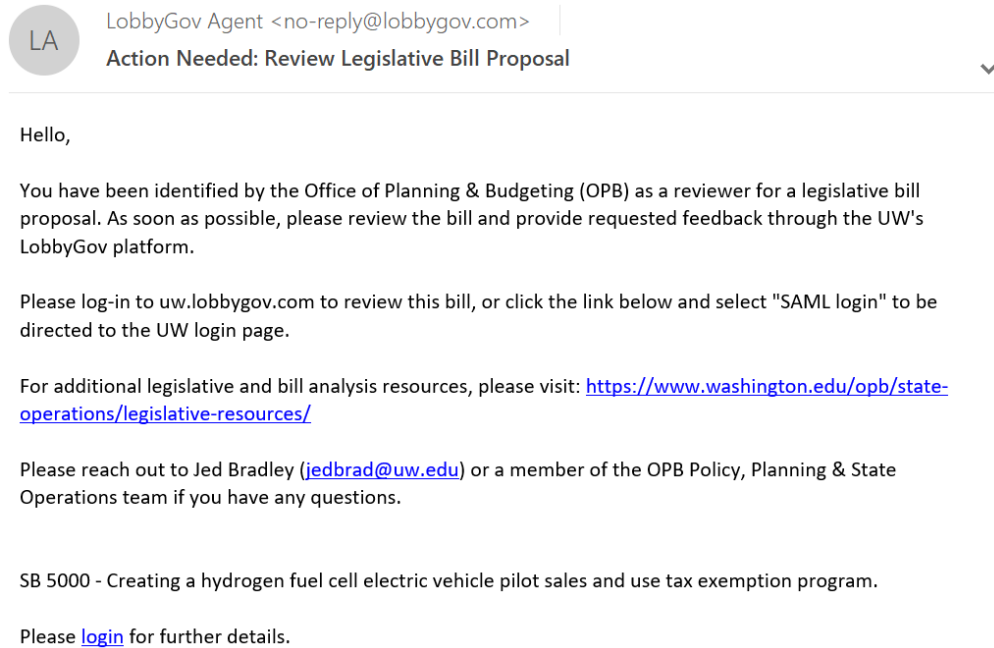 LA
LobbyGov Agent <no-reply@lobbygov.com>
Action Needed: Review Legislative Bill Proposal
Hello,
You have been identified by the Office of Planning & Budgeting (OPB) as a reviewer for a legislative bill
proposal. As soon as possible, please review the bill and provide requested feedback through the UW's
LobbyGov platform.
Please log-in to uw.lobbygov.com to review this bill, or click the link below and select "SAML login" to be
directed to the UW login page.
For additional legislative and bill analysis resources, please visit: https://www.washington.edu/opb/state-
operations/legislative-resources/
Please reach out to Jed Bradley (jedbrad@uw.edu) or a member of the OPB Policy, Planning & State
Operations team if you have any questions.
SB 5000 - Creating a hydrogen fuel cell electric vehicle pilot sales and use tax exemption program.
Please login for further details.